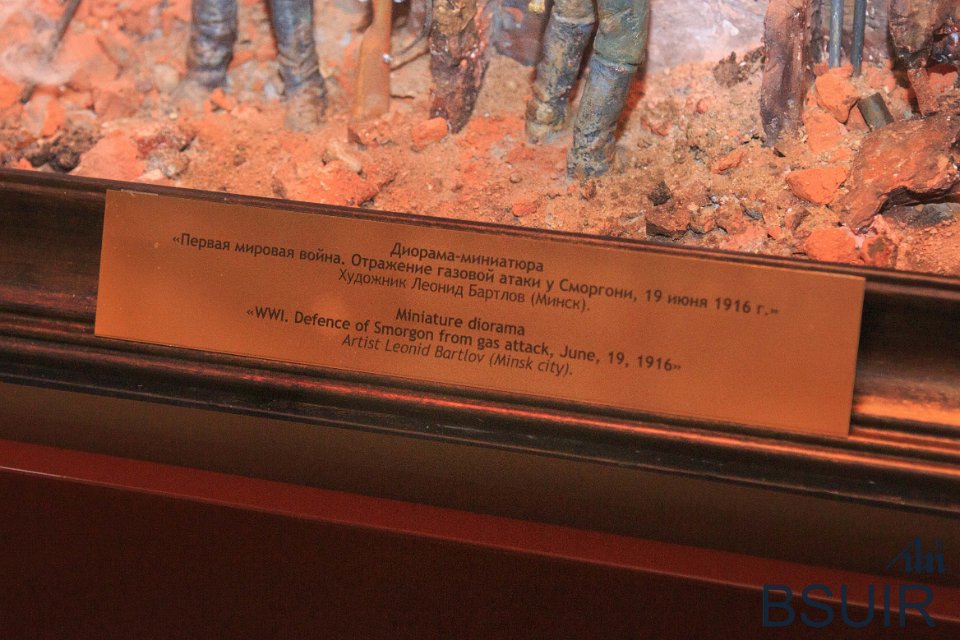 Диорама-миниатюра
«Первая мировая война. Отражение газовой атаки у Сморгони, 19 июня 1916 г.»
Художник Леонид Бартлов (Минск).
Miniature diorama
«WWI. Defence of Smorgon from gas attack, June, 19, 1916»
Artist Leonid Bartlov (Minsk city).
BSUIR